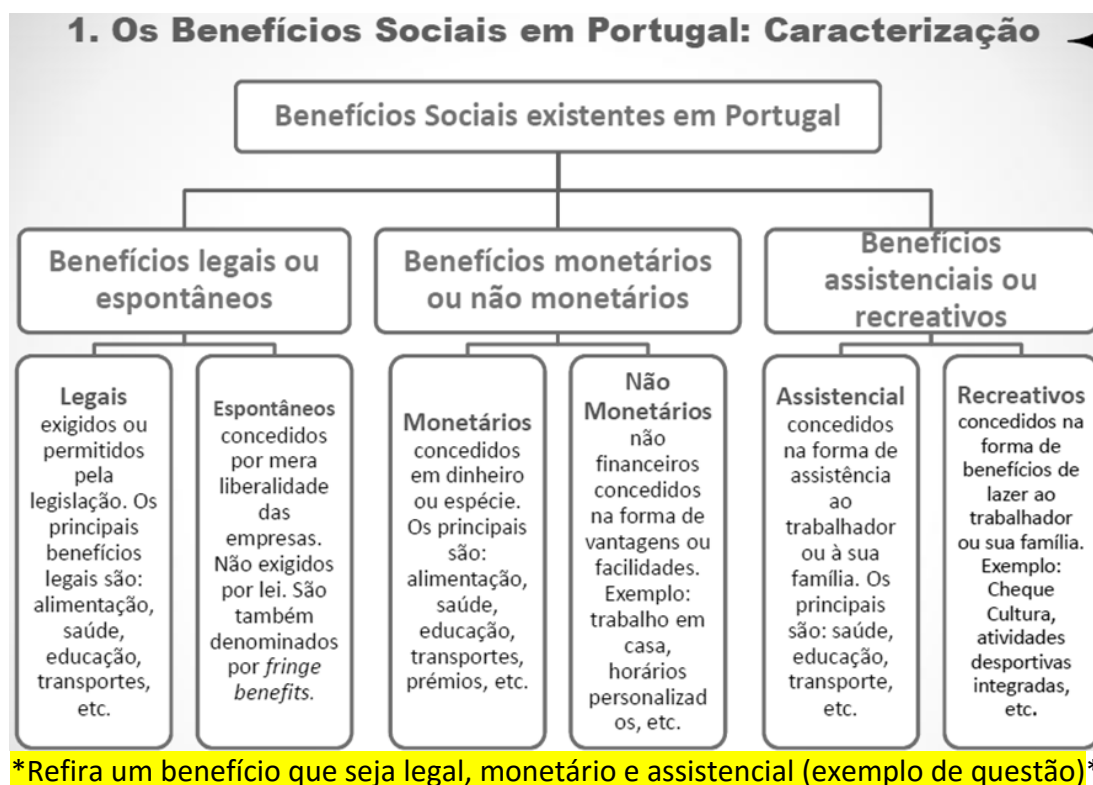 1. Os Benefícios Sociais em Portugal: Caracterização
Benefícios Sociais existentes em Portugal
Benefícios legais ou
espontâneos
Benefícios monetários
ou não monetários
Benefícios
assistenciais ou
recreativos
Legais
exigidos ou
permitidos
pela
legislação. Os
principais
benefícios
legais são:
alimentação,
saúde,
educação,
transportes,
etc.
Espontâneos
concedidos
por mera
liberalidade
das
empresas.
Não exigidos
por lei. São
também
denominados
por fringe
benefits.
Monetários
concedidos
em dinheiro
ou espécie.
Os principais
são:
alimentação,
saúde,
educação,
transportes,
prémios, etc.
Não
Monetários
não
financeiros
concedidos
na forma de
vantagens ou
facilidades.
Exemplo:
trabalho em
casa,
horários
personalizad
os, etc.
Assistencial
concedidos
na forma de
assistência
ao
trabalhador
ou à sua
família. Os
principais
são: saúde,
educação,
transporte,
etc.
Recreativos
concedidos na
forma de
benefícios de
lazer ao
trabalhador
ou sua família.
Exemplo:
Cheque
Cultura,
atividades
desportivas
integradas,
etc.
*Refira um benefício que seja legal, monetário e assistencial (exemplo de questão)*